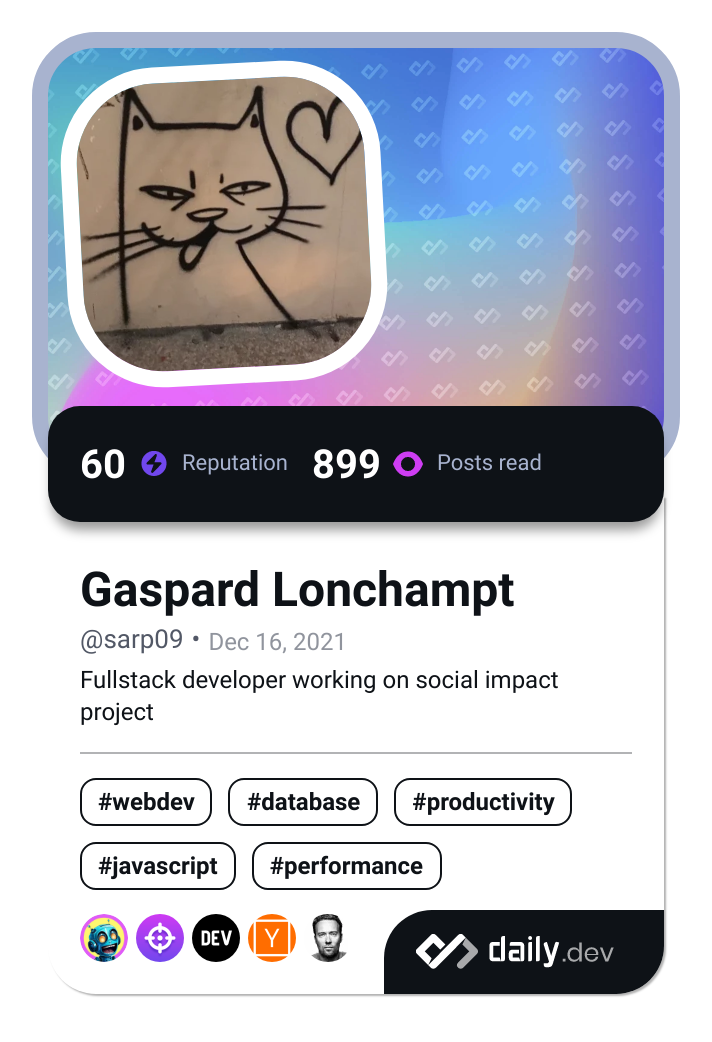 60 Reputation 899 Posts read
Gaspard Lonchampt
@sarp09 • Dec 16, 2021
Fullstack developer working on social impact
project
#webdev #database #productivity
#javascript #performance
DEV Y daily.dev